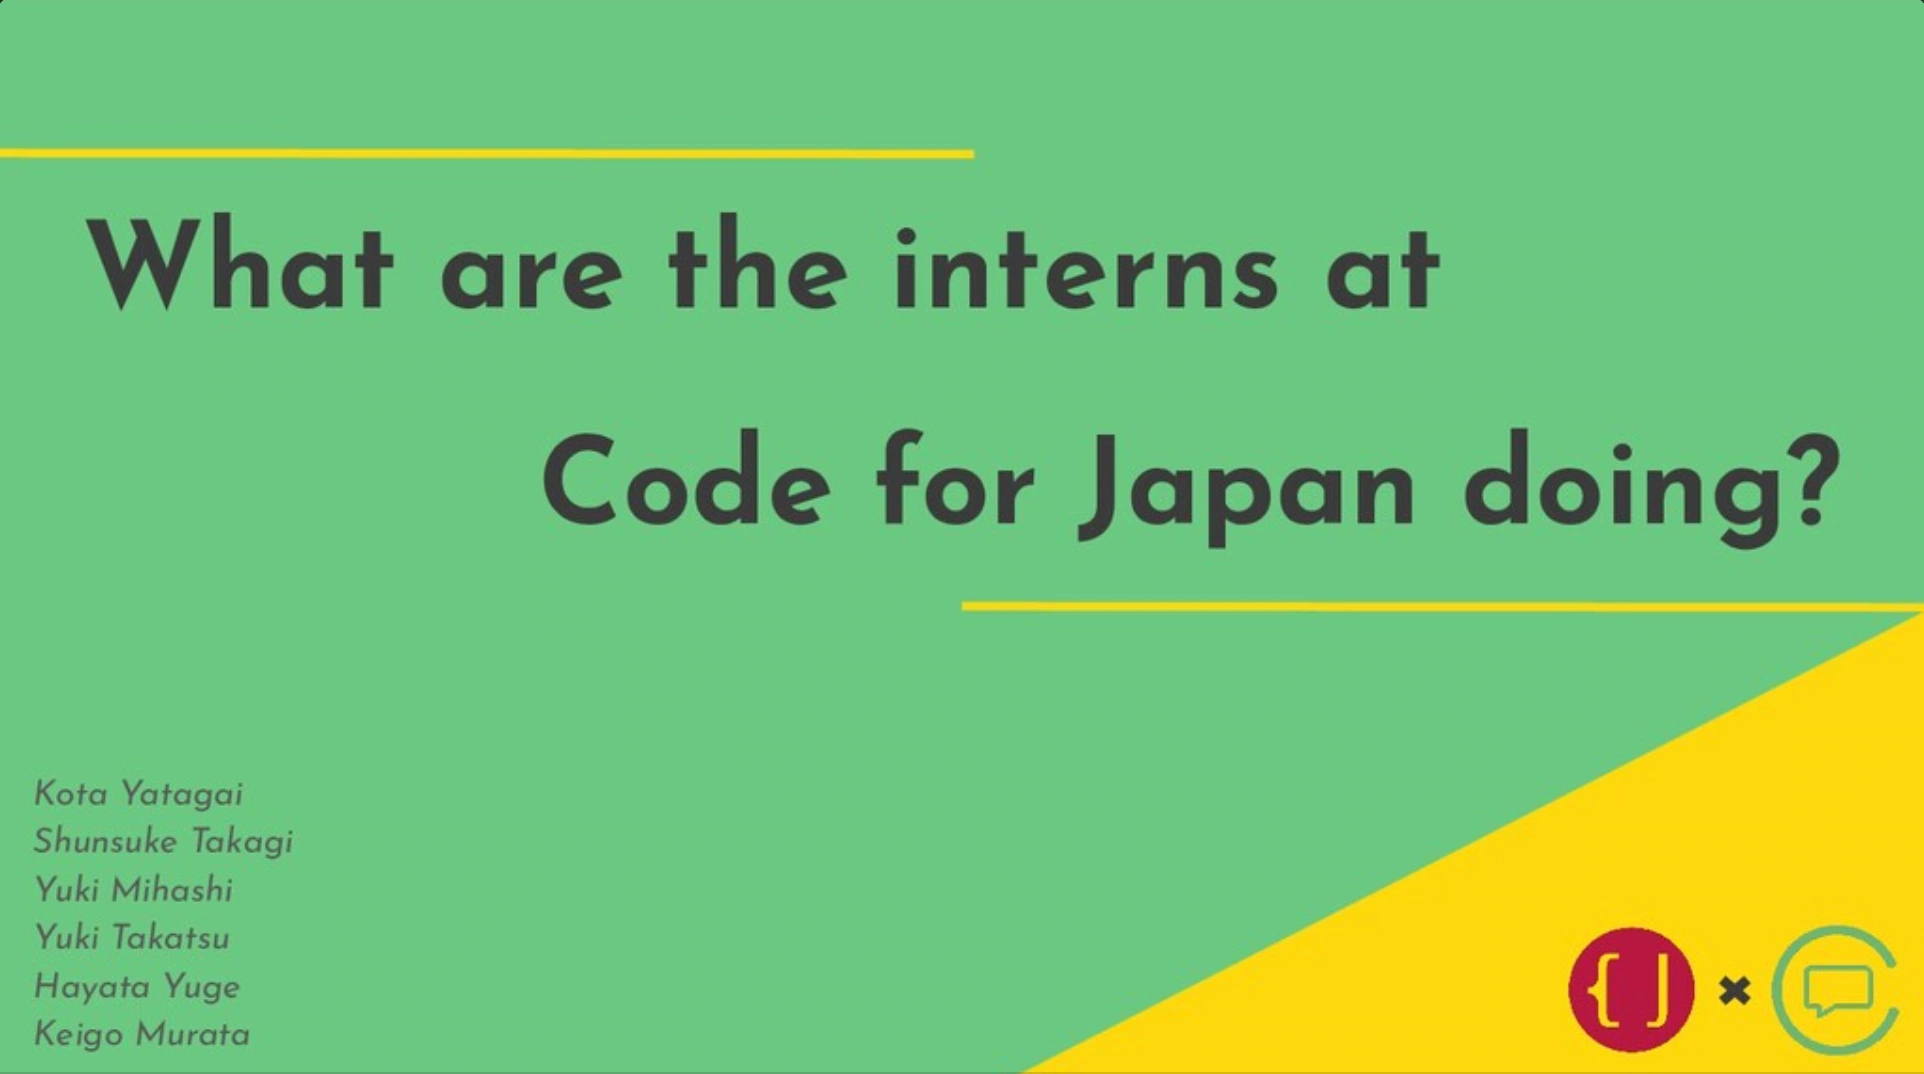 What are the interns at
Code for Japan doing?
Kota Yatagai
Shunsuke Takagi
Yuki Mihashi
Yuki Takatsu
Hayata Yuge
Keigo Murata